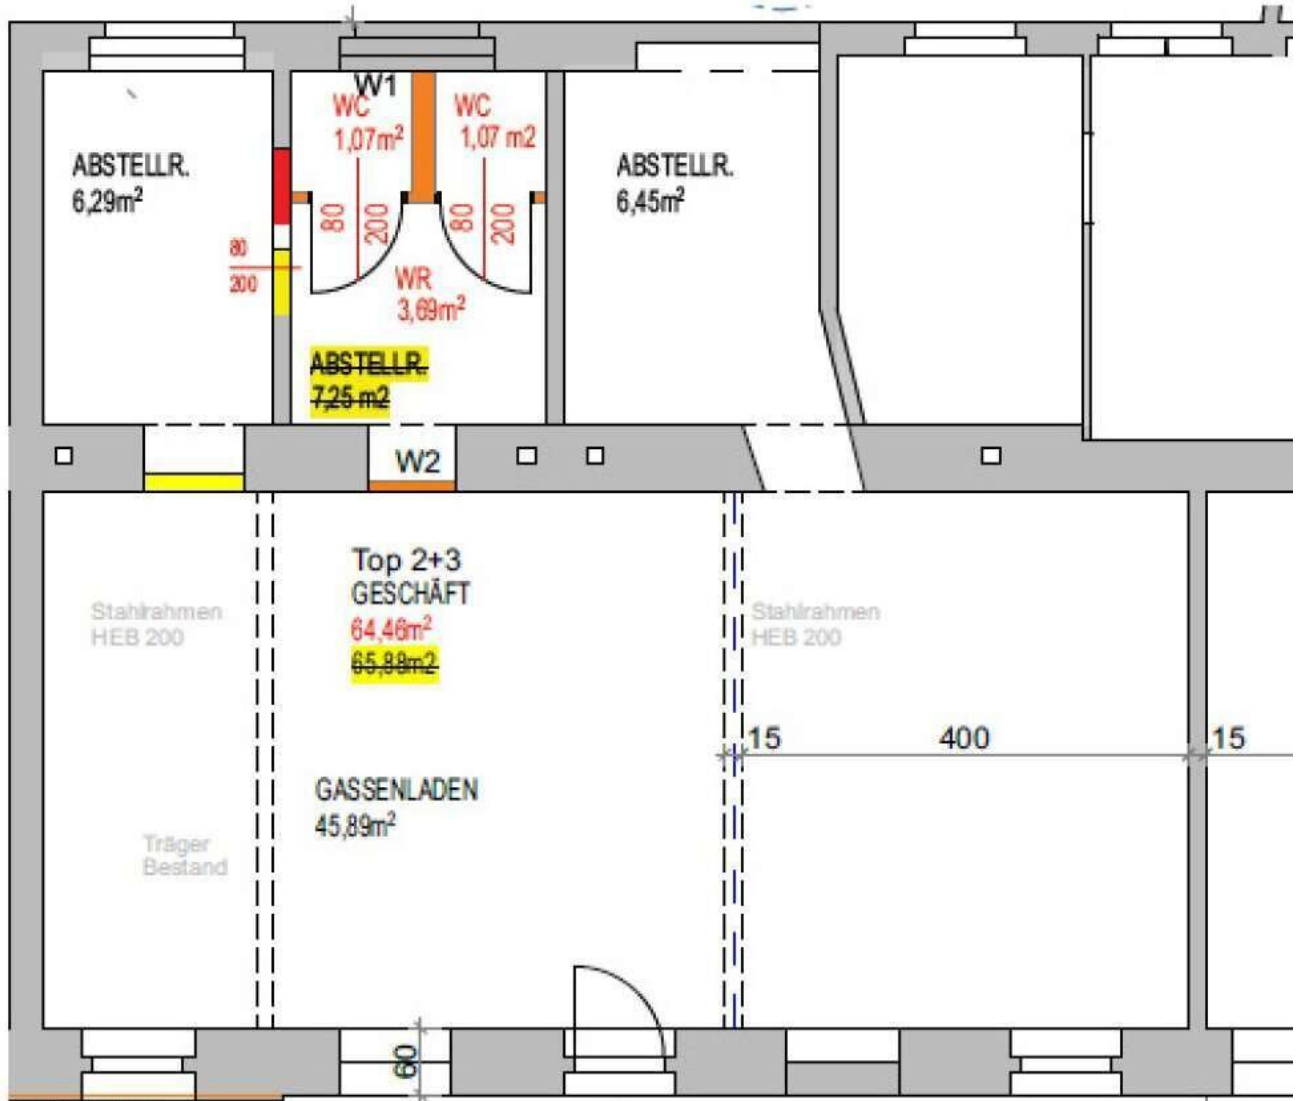 W1
WC
1,07m²
WC
1,07 m2
ABSTELLR.
6,29m²
ABSTELLR.
6,45m²
80
200
80
200
80
200
WR
3,69m²
ABSTELLR.
7,25 m2
W2
Top 2+3
GESCHÄFT
64,46m²
65,88m2
Stahlrahmen
HEB 200
Stahlrahmen
HEB 200
15
400
15
GASSENLADEN
45,89m²
Träger
Bestand
60